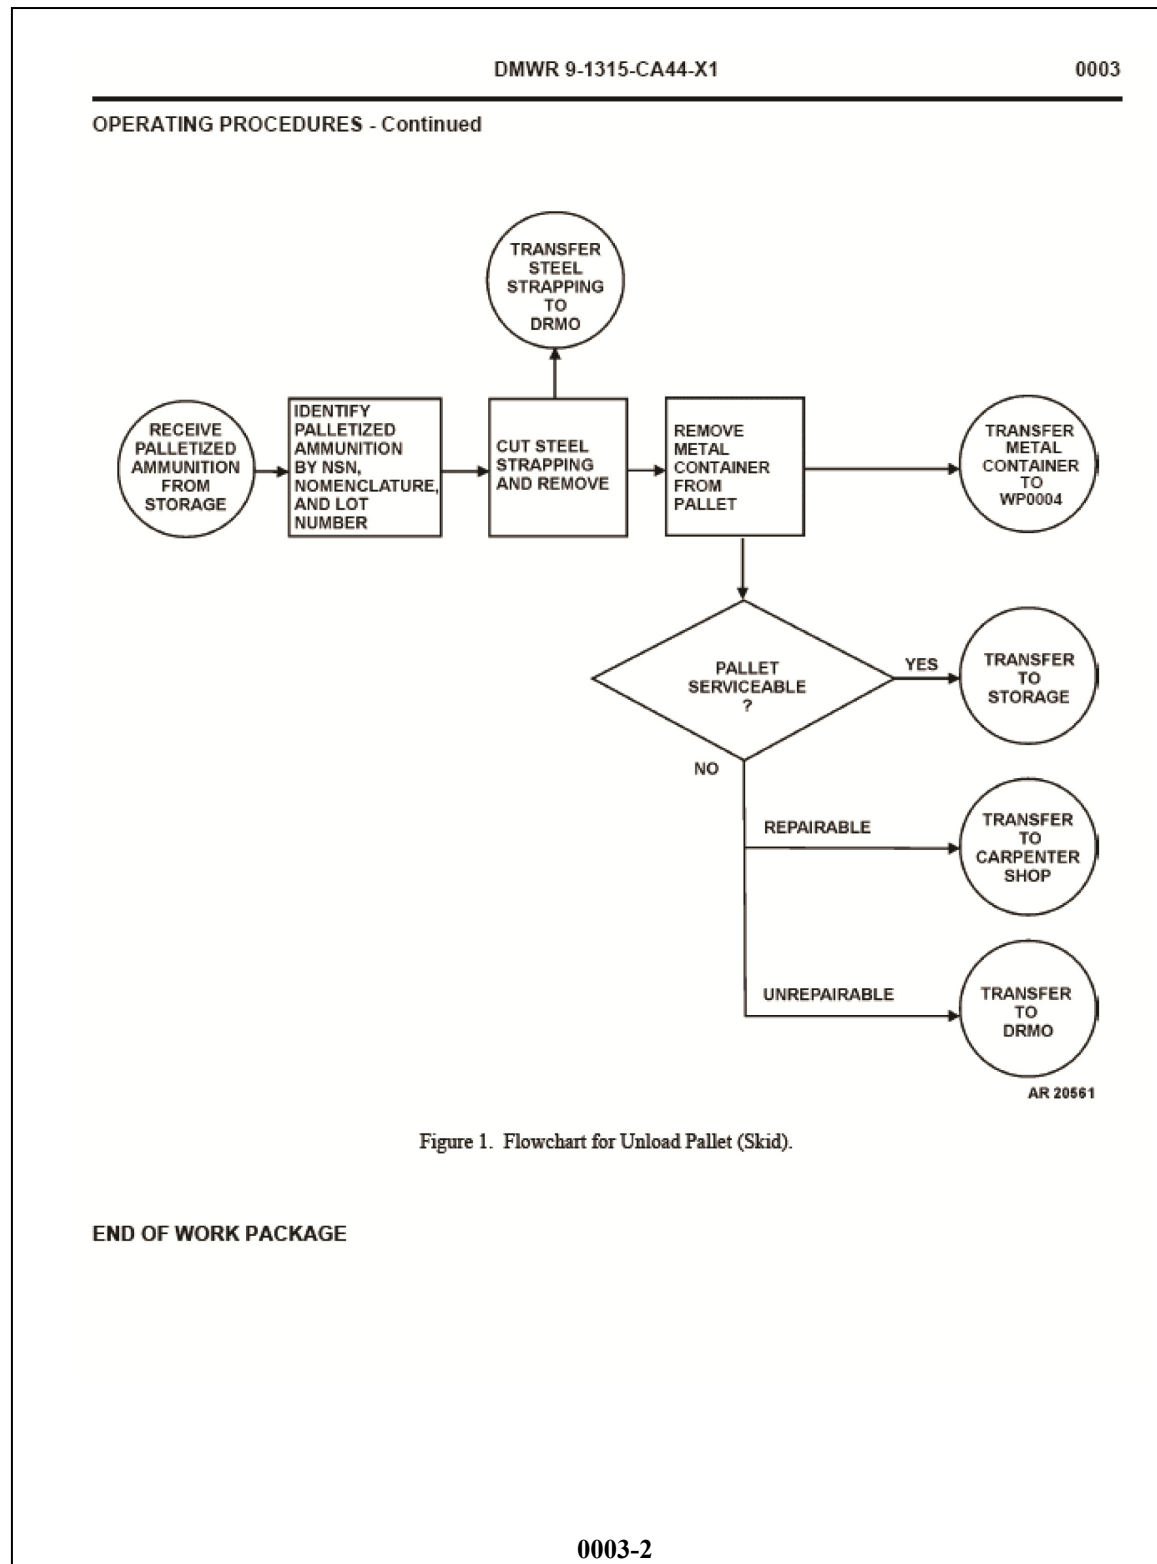 DMWR 9-1315-CA44-X1 0003
OPERATING PROCEDURES - Continued
TRANSFER
STEEL
STRAPPING
TO
DRMO
RECEIVE
PALLETIZED
AMMUNITION
FROM
STORAGE
IDENTIFY
PALLETIZED
AMMUNITION
BY NSN,
NOMENCLATURE,
AND LOT
NUMBER
CUT STEEL
STRAPPING
AND REMOVE
REMOVE
METAL
CONTAINER
FROM
PALLET
TRANSFER
METAL
CONTAINER
TO
WP0004
PALLET
SERVICEABLE
?
YES
TRANSFER
TO
STORAGE
NO
REPAIRABLE
TRANSFER
TO
CARPENTER
SHOP
UNREPAIRABLE
TRANSFER
TO
DRMO
AR 20561
Figure 1. Flowchart for Unload Pallet (Skid).
END OF WORK PACKAGE
0003-2